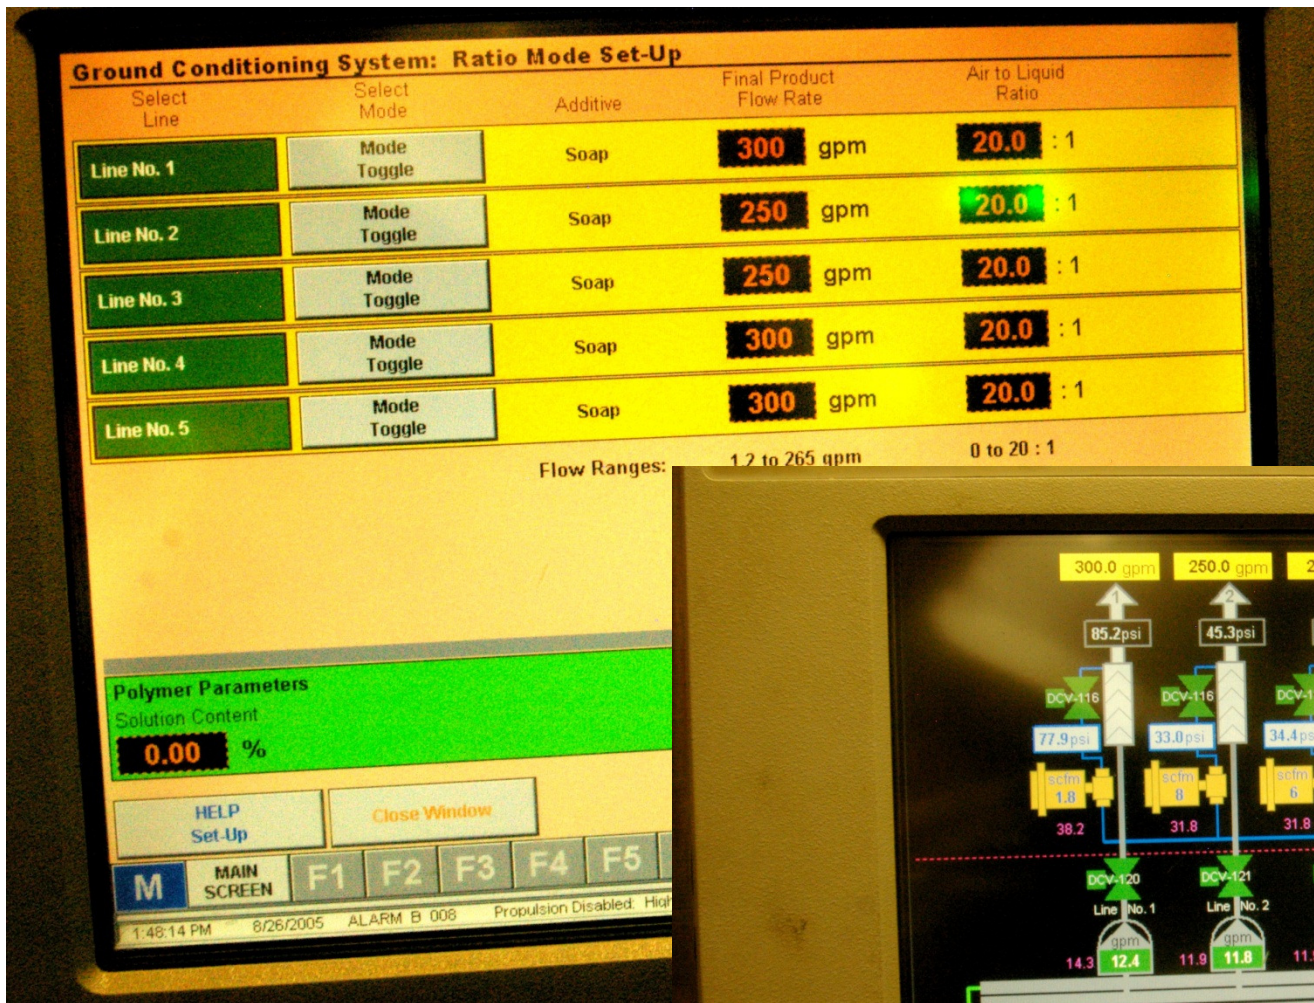 Ground Conditioning System: Ratio Mode Set-Up
Select Line
Select Mode
Additive
Final Product Flow Rate
Air to Liquid Ratio
Line No. 1 Mode Toggle Soap 300 gpm 20.0 : 1
Line No. 2 Mode Toggle Soap 250 gpm 20.0 : 1
Line No. 3 Mode Toggle Soap 250 gpm 20.0 : 1
Line No. 4 Mode Toggle Soap 300 gpm 20.0 : 1
Line No. 5 Mode Toggle Soap 300 gpm 20.0 : 1
Flow Ranges: 1.2 to 265 gpm 0 to 20 : 1
Polymer Parameters
Solution Content
0.00 %
HELP Set-Up
Close Window
M MAIN SCREEN F1 F2 F3 F4 F5
1:48:14 PM 8/26/2005 ALARM B 008 Propulsion Disabled: High
300.0 gpm 250.0 gpm 2
1 2
85.2psi 45.3psi
DCV-116 DCV-116 DCV-1
77.9psi 33.0psi 34.4ps
scfm scfm scfm
1.8 8 6
38.2 31.8 31.8
DCV-120 DCV-121
Line No. 1 Line No. 2
gpm gpm
14.3 12.4 11.9 11.8 11.